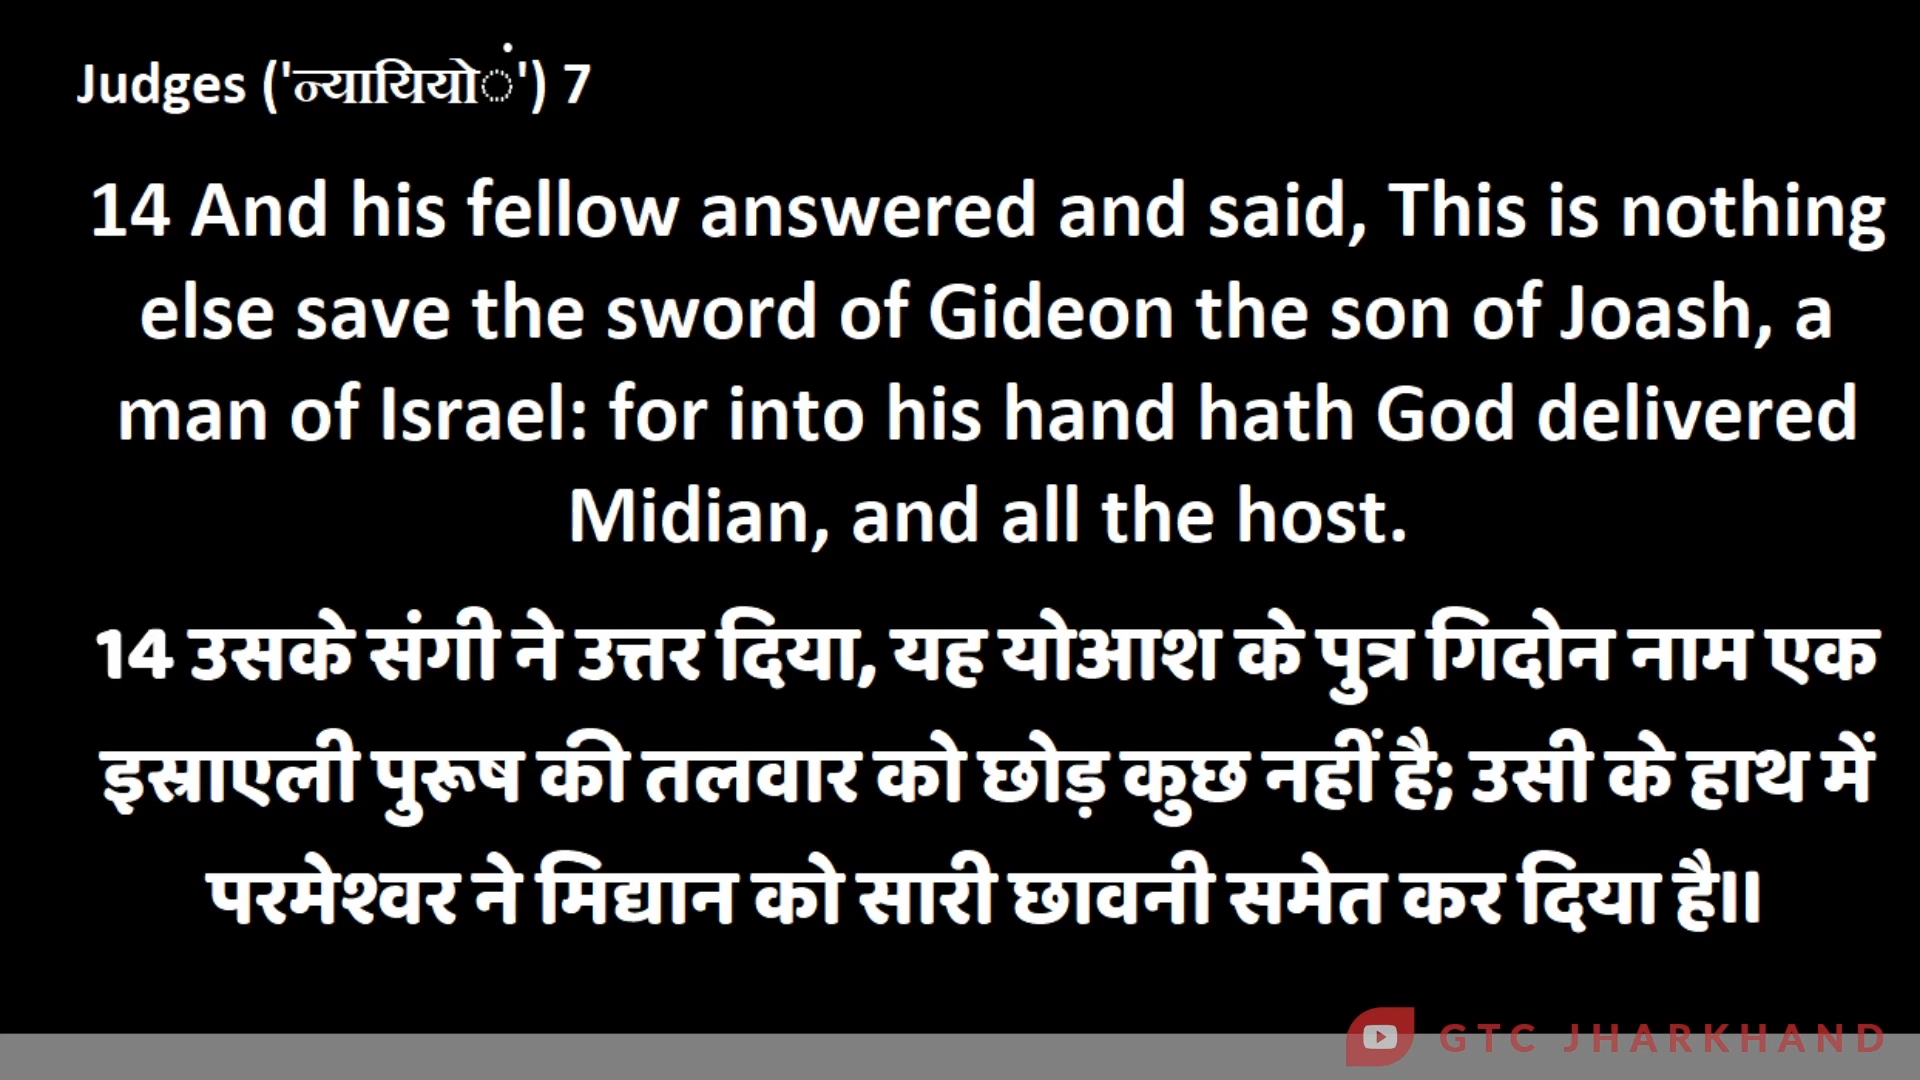 Judges ('न्यायियों') 7
14 And his fellow answered and said, This is nothing
else save the sword of Gideon the son of Joash, a
man of Israel: for into his hand hath God delivered
Midian, and all the host.
14 उसके संगी ने उत्तर दिया, यह योआश के पुत्र गिदोन नाम एक
इस्राएली पुरूष की तलवार को छोड़ कुछ नहीं है; उसी के हाथ में
परमेश्वर ने मिद्यान को सारी छावनी समेत कर दिया है॥
GTC JHARKHAND